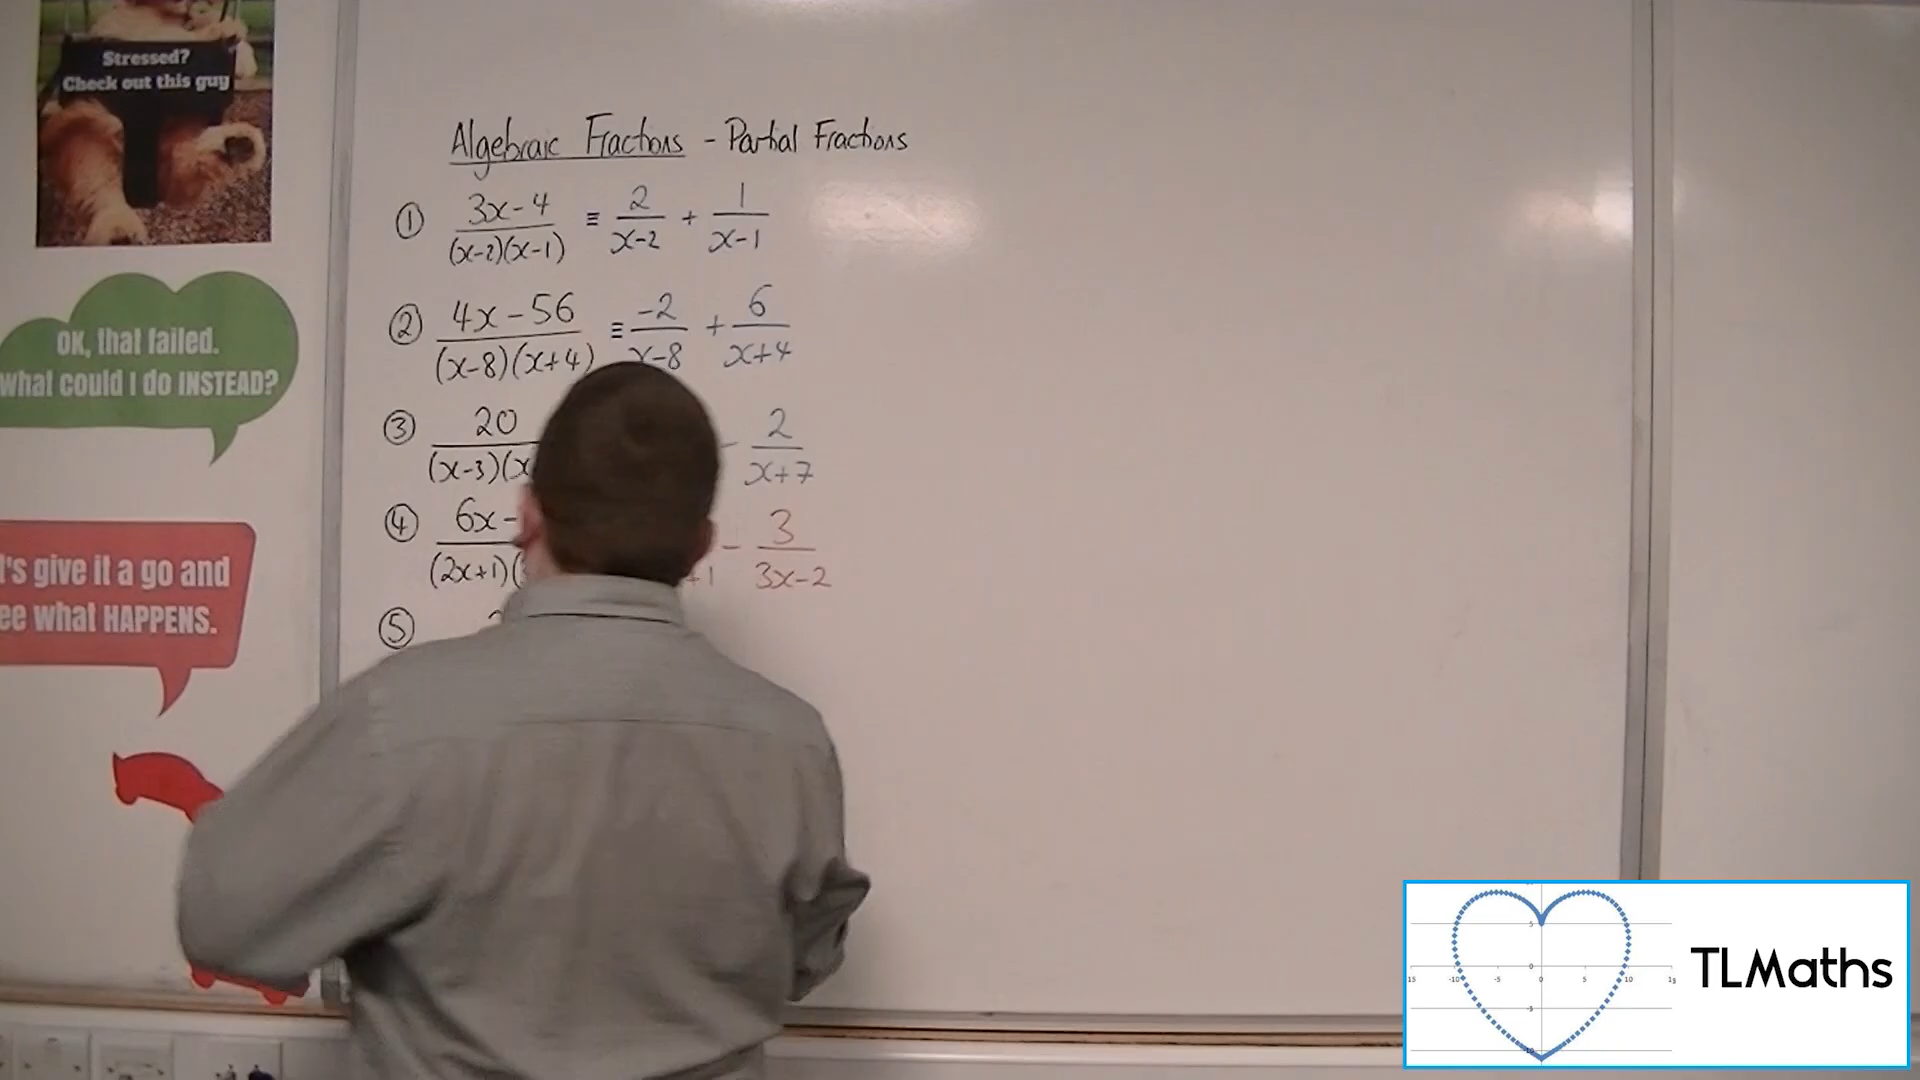 Stressed?
Check out this guy
OK, that failed.
what could I do INSTEAD?
t's give it a go and
ee what HAPPENS.
Algebraic Fractions - Partial Fractions
① 3x-4 / (x-2)(x-1) ≡ 2 / x-2 + 1 / x-1
② 4x-56 / (x-8)(x+4) ≡ -2 / x-8 + 6 / x+4
③ 20 / (x-3)(x - 2 / x+7
④ 6x- / (2x+1)( +1 - 3 / 3x-2
⑤
TLMaths